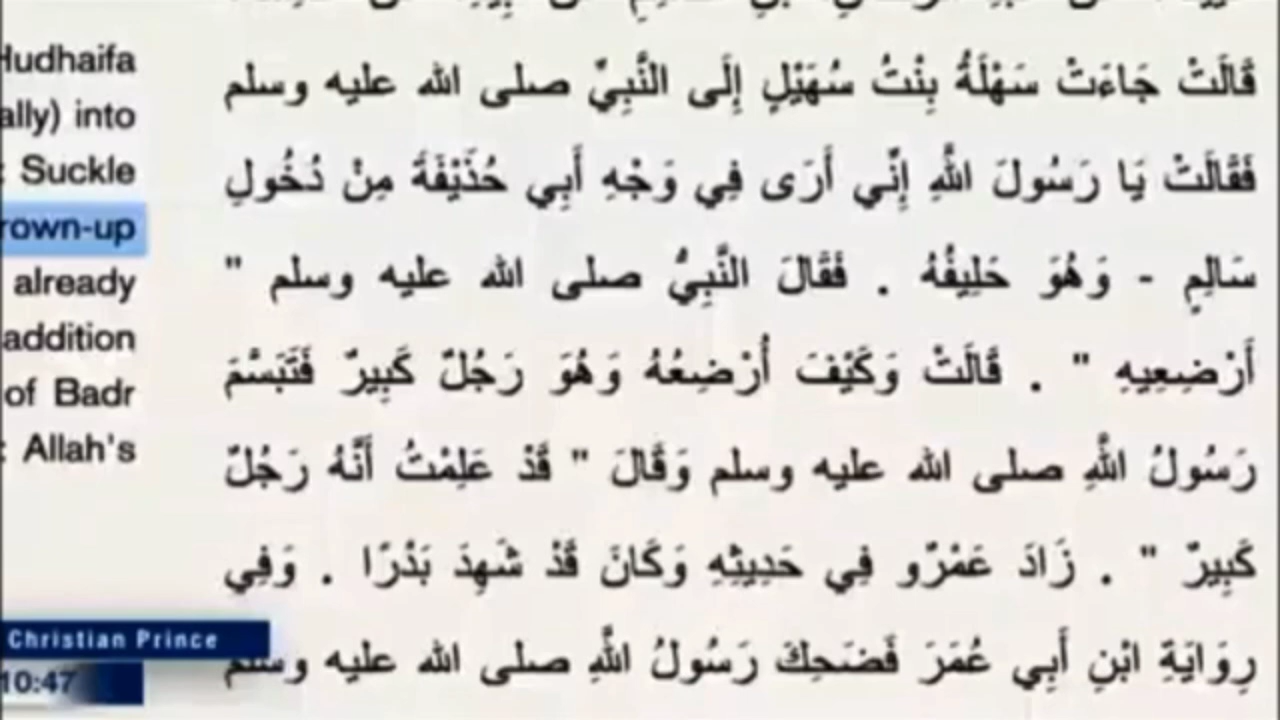 Hudhaifa
ally) into
: Suckle
rown-up
already
addition
of Badr
: Allah's
قَالَتْ جَاءَتْ سَهْلَةُ بِنْتُ سُهَيْلٍ إِلَى النَّبِيِّ صلى الله عليه وسلم
فَقَالَتْ يَا رَسُولَ اللَّهِ إِنِّي أَرَى فِي وَجْهِ أَبِي حُذَيْفَةَ مِنْ دُخُولِ
سَالِمٍ - وَهُوَ حَلِيفُهُ . فَقَالَ النَّبِيُّ صلى الله عليه وسلم "
أَرْضِعِيهِ " . قَالَتْ وَكَيْفَ أُرْضِعُهُ وَهُوَ رَجُلٌ كَبِيرٌ فَتَبَسَّمَ
رَسُولُ اللَّهِ صلى الله عليه وسلم وَقَالَ " قَدْ عَلِمْتُ أَنَّهُ رَجُلٌ
كَبِيرٌ " . زَادَ عَمْرٌو فِي حَدِيثِهِ وَكَانَ قَدْ شَهِدَ بَدْرًا . وَفِي
رِوَايَةِ ابْنِ أَبِي عُمَرَ فَضَحِكَ رَسُولُ اللَّهِ صلى الله عليه وسلم
Christian Prince
10:47